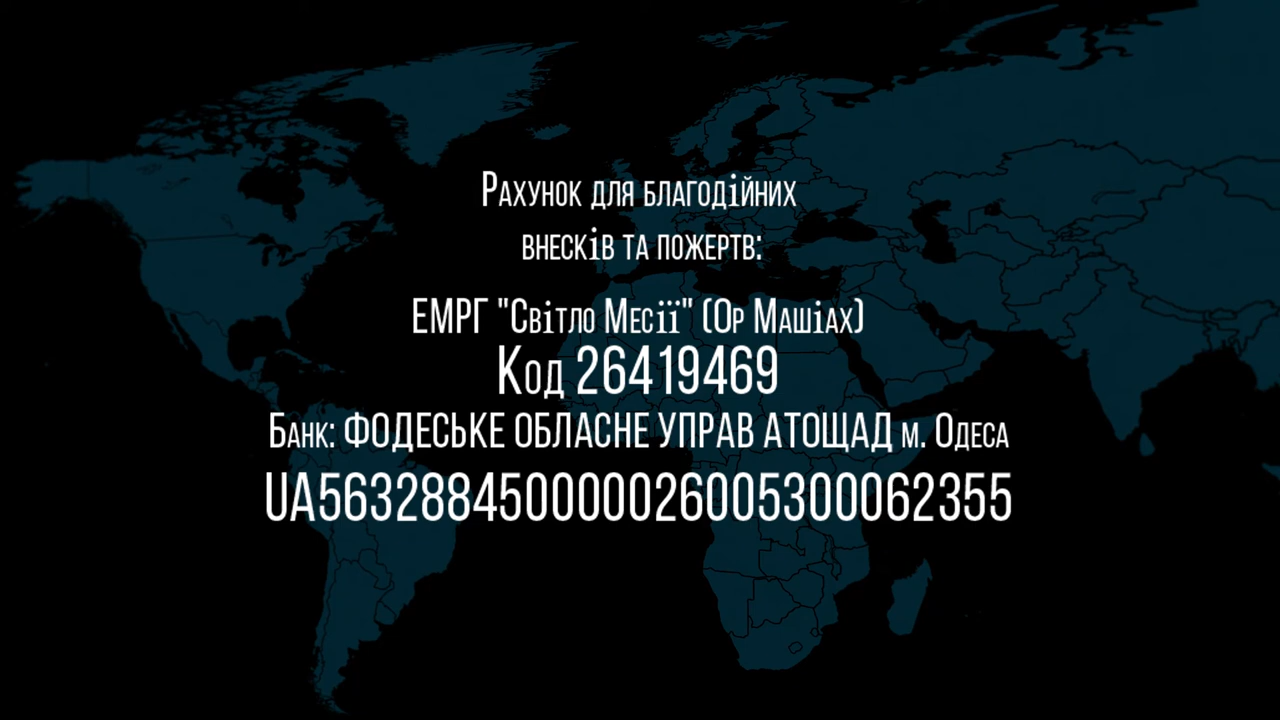 Рахунок для благодійних
внесків та пожертв:
ЕМРГ "Світло Месії" (Ор Машіах)
Код 26419469
Банк: ФОДЕСЬКЕ ОБЛАСНЕ УПРАВ АТОЩАД м. Одеса
UA563288450000026005300062355